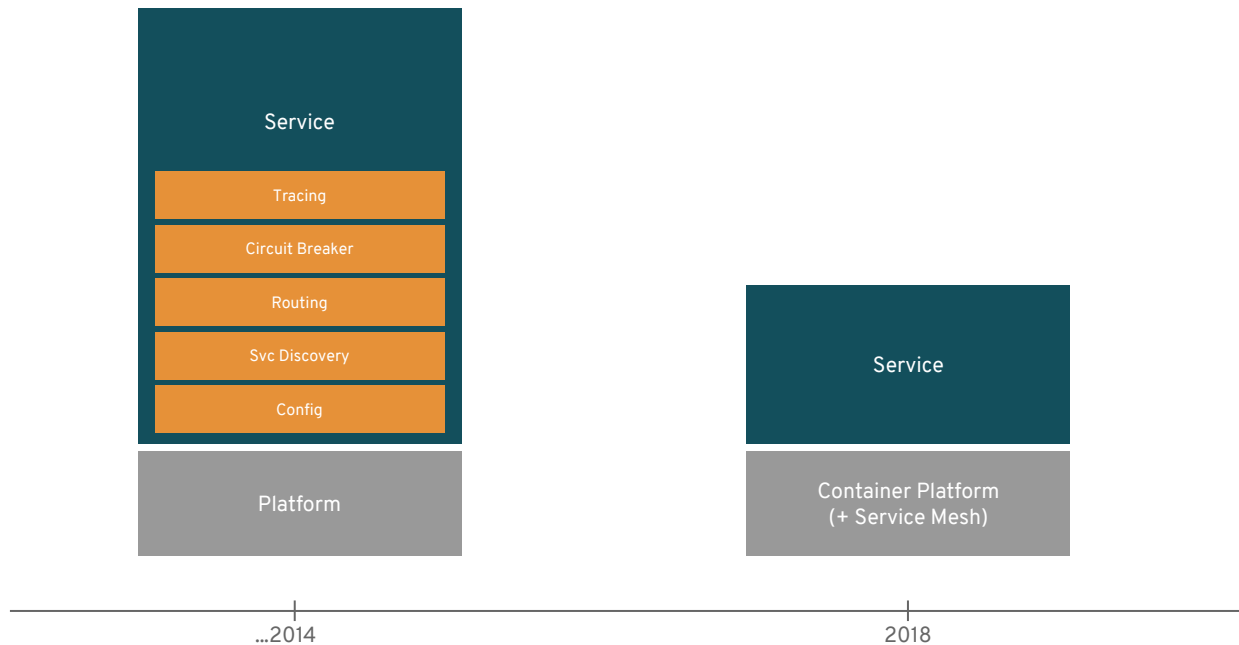 Service
Tracing
Circuit Breaker
Routing
Svc Discovery
Config
Platform
Service
Container Platform
(+ Service Mesh)
...2014
2018